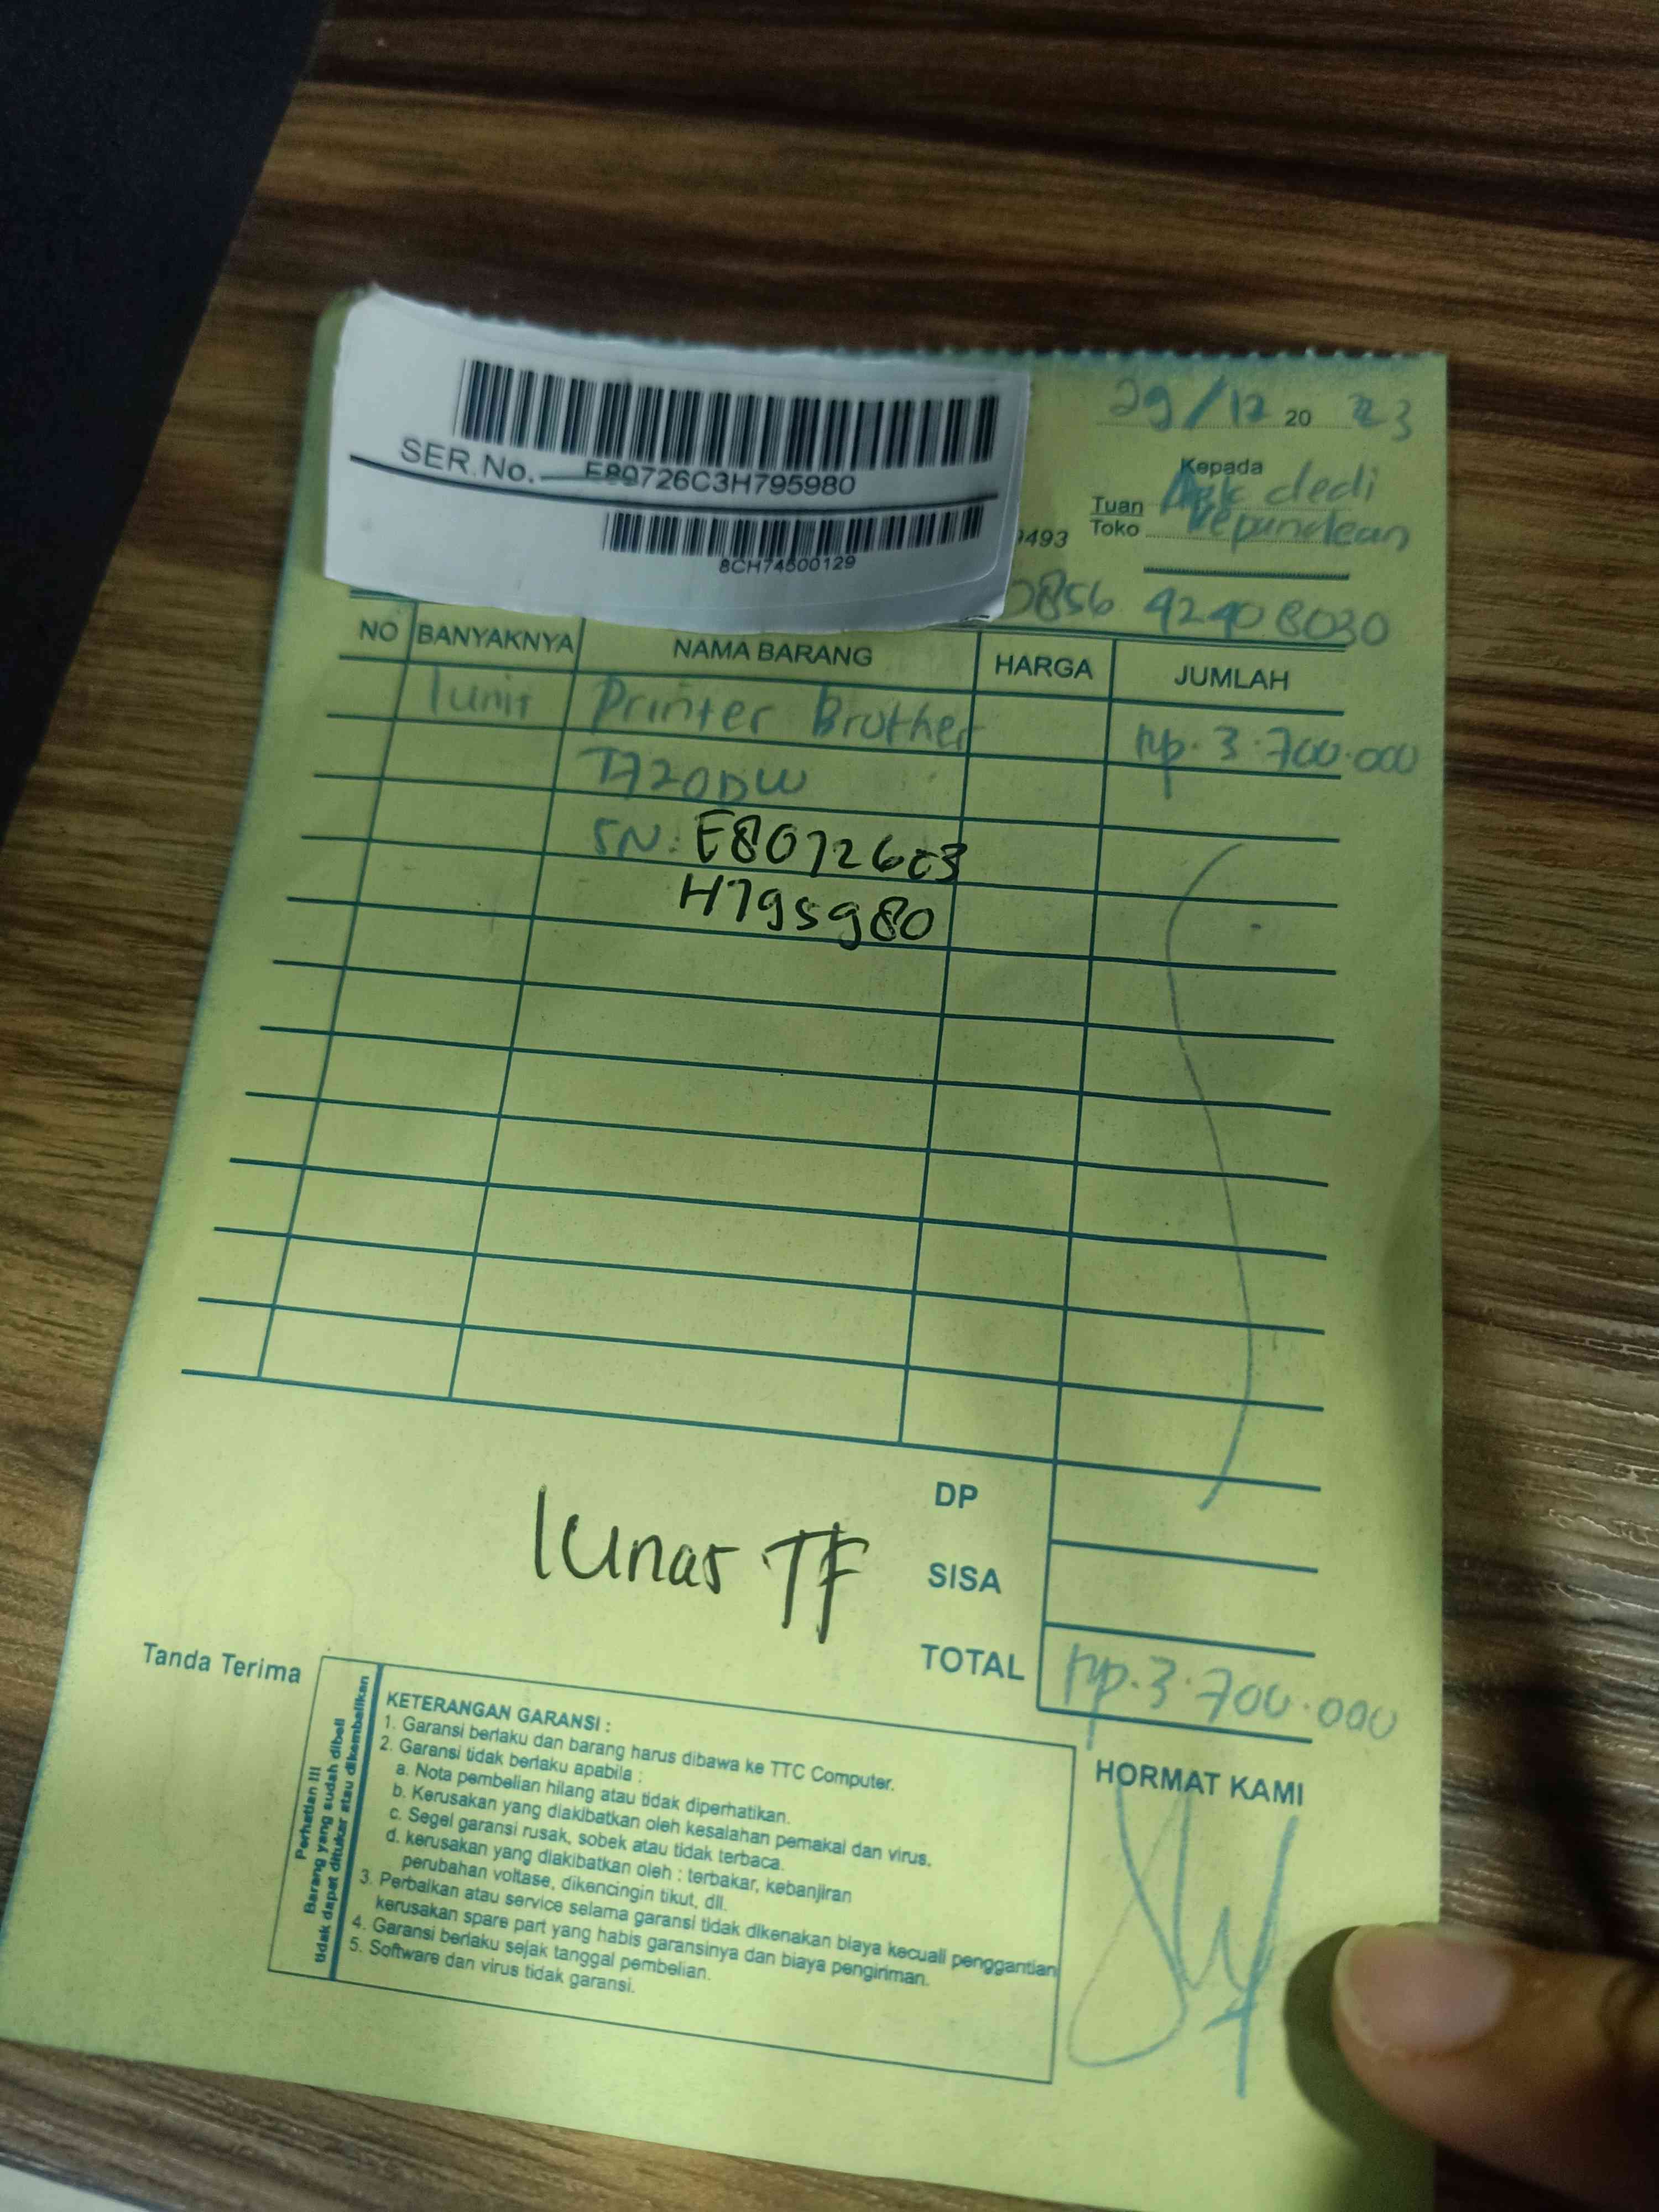 29/12 20 23
SER.No. E80726C3H795980
8CH74500129
Kepada
Tuan
Toko
dedi
kepandean
0493
0856 42408030
NO BANYAKNYA NAMA BARANG HARGA JUMLAH
1 unit Printer Brother Rp. 3.700.000
T720DW
SN: E80726C3
H795980
DP
lunas TF
SISA
TOTAL Rp. 3.700.000
Tanda Terima
Perhatian !!!
Barang yang sudah dibeli
tidak dapat ditukar atau dikembalikan
KETERANGAN GARANSI :
1. Garansi berlaku dan barang harus dibawa ke TTC Computer.
2. Garansi tidak berlaku apabila :
a. Nota pembelian hilang atau tidak diperhatikan.
b. Kerusakan yang diakibatkan oleh kesalahan pemakai dan virus.
c. Segel garansi rusak, sobek atau tidak terbaca.
d. kerusakan yang diakibatkan oleh : terbakar, kebanjiran
perubahan voltase, dikencingin tikut, dll.
3. Perbaikan atau service selama garansi tidak dikenakan biaya kecuali penggantian
kerusakan spare part yang habis garansinya dan biaya pengiriman.
4. Garansi berlaku sejak tanggal pembelian.
5. Software dan virus tidak garansi.
HORMAT KAMI